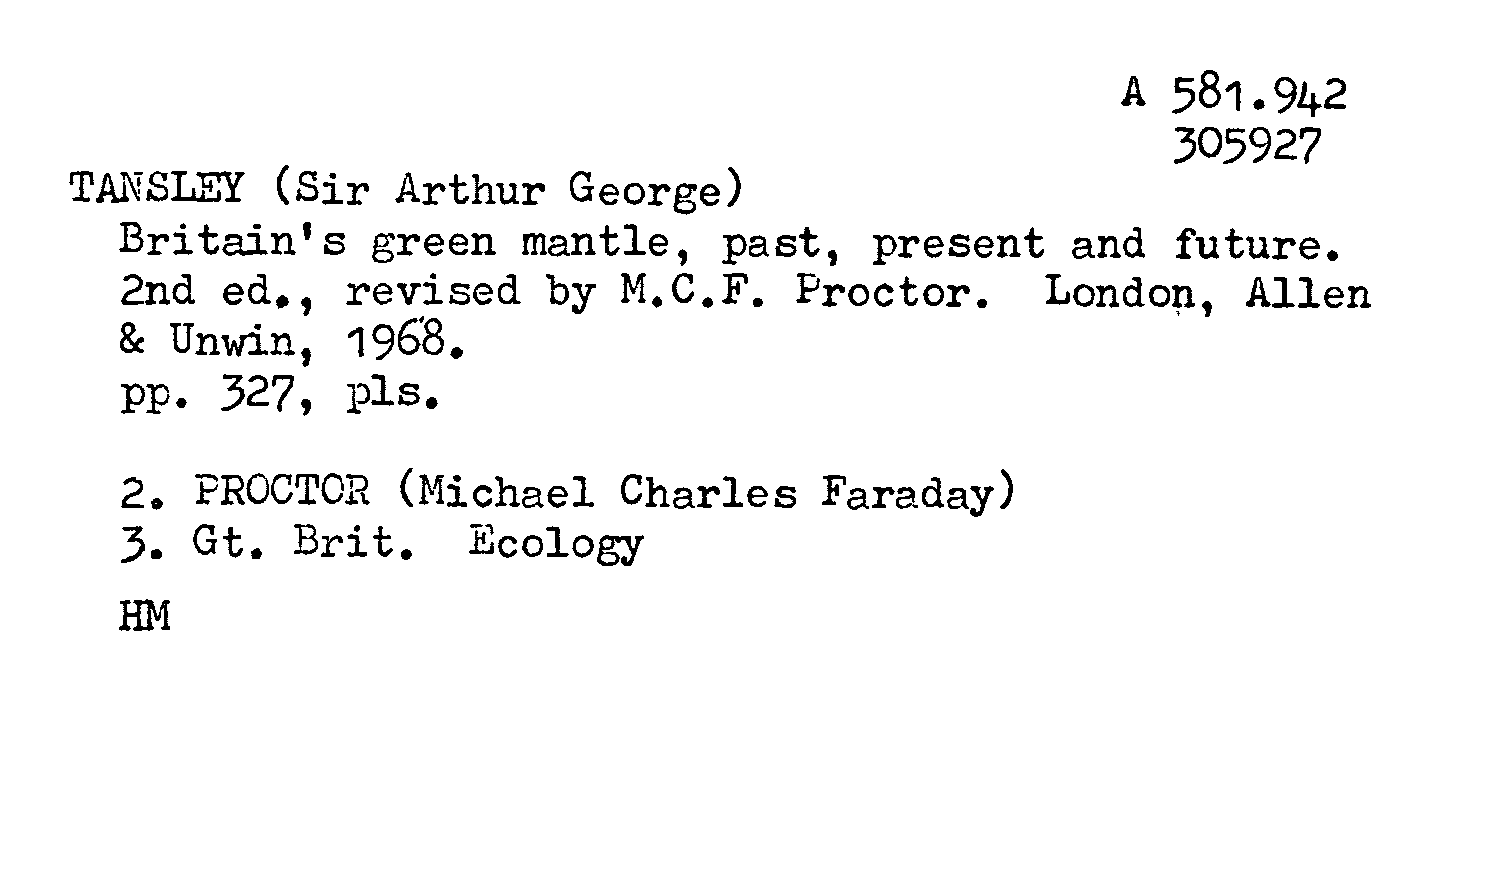 A 581.942
305927
TANSLEY (Sir Arthur George)
Britain's green mantle, past, present and future.
2nd ed., revised by M.C.F. Proctor. London, Allen
& Unwin, 1968.
pp. 327, pls.
2. PROCTOR (Michael Charles Faraday)
3. Gt. Brit. Ecology
HM